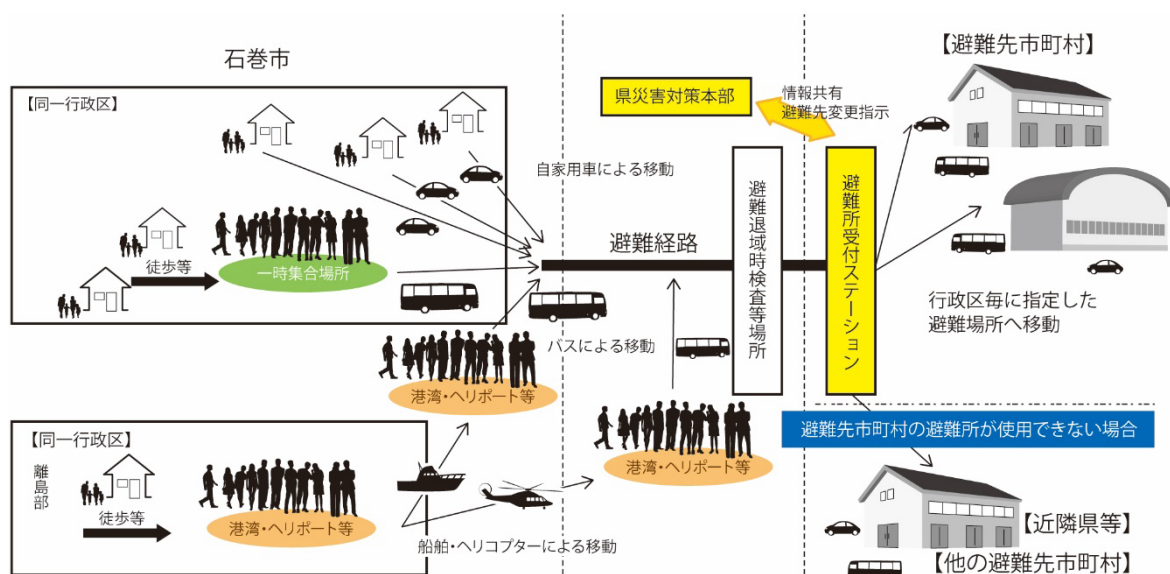 石巻市
【同一行政区】
徒歩等
一時集合場所
自家用車による移動
バスによる移動
港湾・ヘリポート等
【同一行政区】
離島部
徒歩等
港湾・ヘリポート等
船舶・ヘリコプターによる移動
県災害対策本部
情報共有
避難先変更指示
避難経路
避難退域時検査等場所
港湾・ヘリポート等
避難所受付ステーション
【避難先市町村】
行政区毎に指定した
避難場所へ移動
避難先市町村の避難所が使用できない場合
【近隣県等】
【他の避難先市町村】